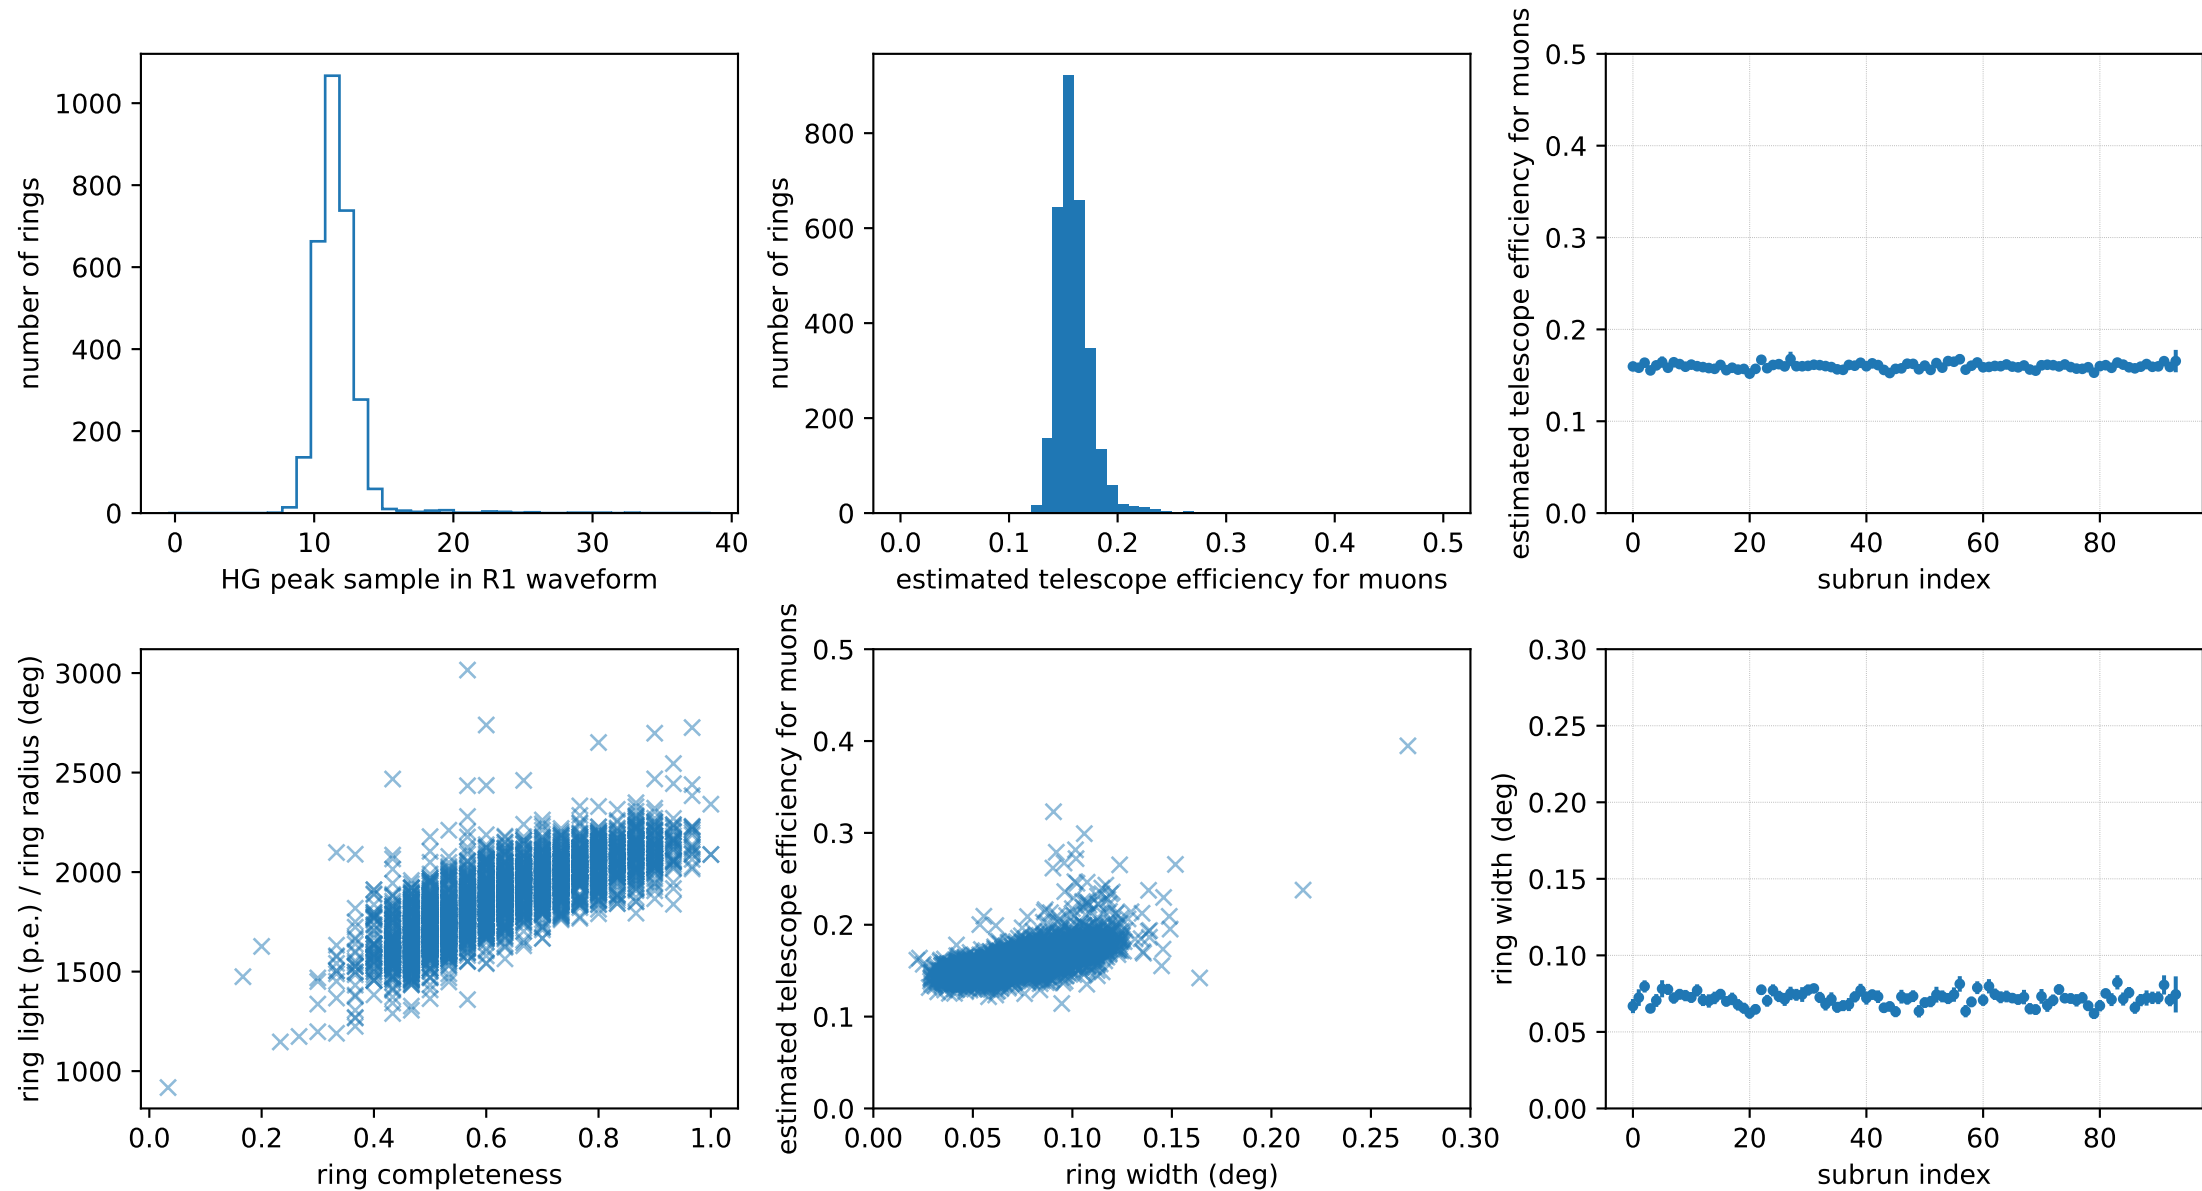 number of rings
1000
800
600
400
200
0
0 10 20 30 40
HG peak sample in R1 waveform
number of rings
800
600
400
200
0
0.0 0.1 0.2 0.3 0.4 0.5
estimated telescope efficiency for muons
estimated telescope efficiency for muons
0.5
0.4
0.3
0.2
0.1
0.0
0 20 40 60 80
subrun index
ring light (p.e.) / ring radius (deg)
3000
2500
2000
1500
1000
0.0 0.2 0.4 0.6 0.8 1.0
ring completeness
estimated telescope efficiency for muons
0.5
0.4
0.3
0.2
0.1
0.0
0.00 0.05 0.10 0.15 0.20 0.25 0.30
ring width (deg)
ring width (deg)
0.30
0.25
0.20
0.15
0.10
0.05
0.00
0 20 40 60 80
subrun index